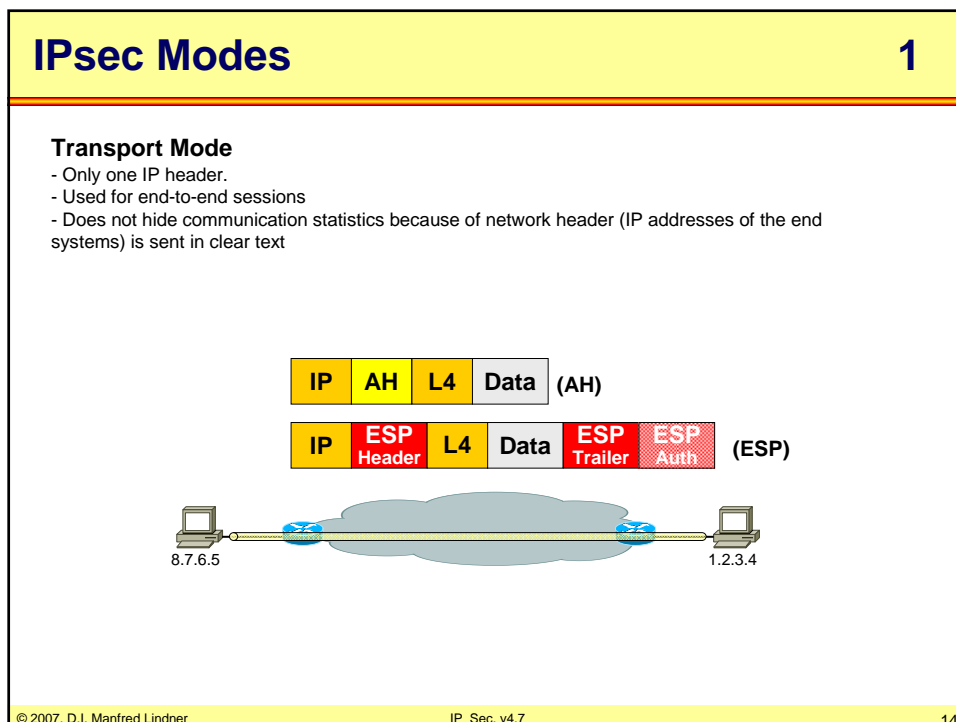 IPsec Modes 1
Transport Mode
- Only one IP header.
- Used for end-to-end sessions
- Does not hide communication statistics because of network header (IP addresses of the end
systems) is sent in clear text
IP AH L4 Data (AH)
IP ESP Header L4 Data ESP Trailer ESP Auth (ESP)
8.7.6.5 1.2.3.4
© 2007, D.I. Manfred Lindner IP_Sec, v4.7 14